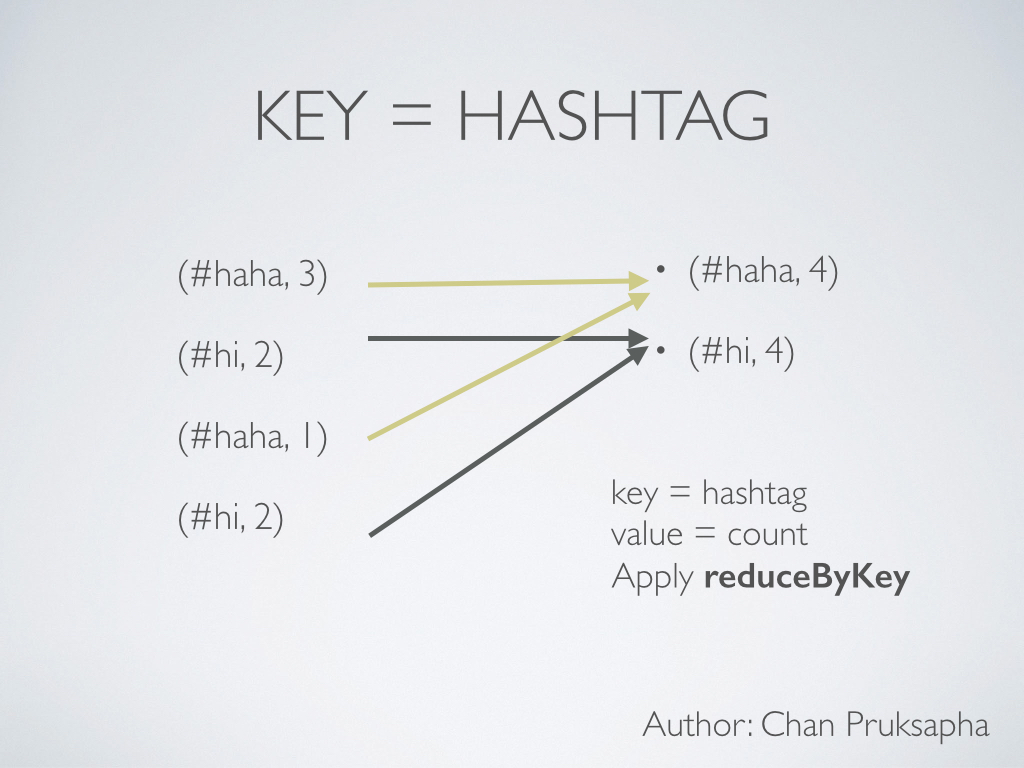 KEY = HASHTAG
(#haha, 3)
(#hi, 2)
(#haha, 1)
(#hi, 2)
• (#haha, 4)
• (#hi, 4)
key = hashtag
value = count
Apply reduceByKey
Author: Chan Pruksapha